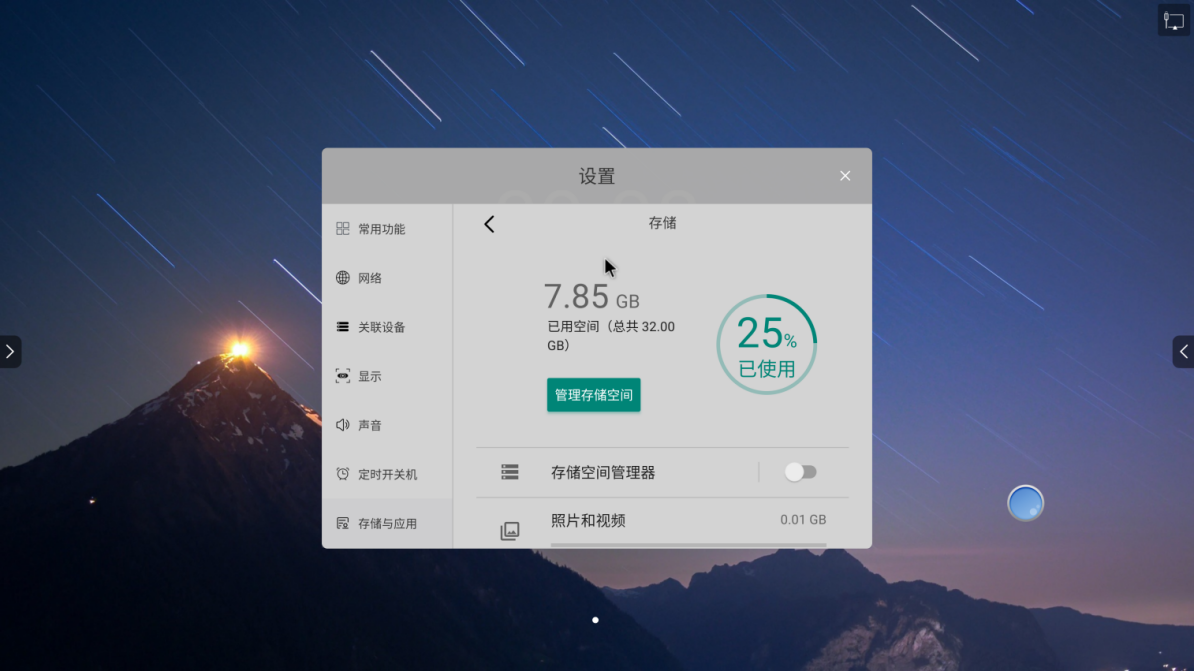 设置
常用功能
网络
关联设备
显示
声音
定时开关机
存储与应用
存储
7.85 GB
已用空间（总共 32.00
GB）
25%
已使用
管理存储空间
存储空间管理器
照片和视频
0.01 GB